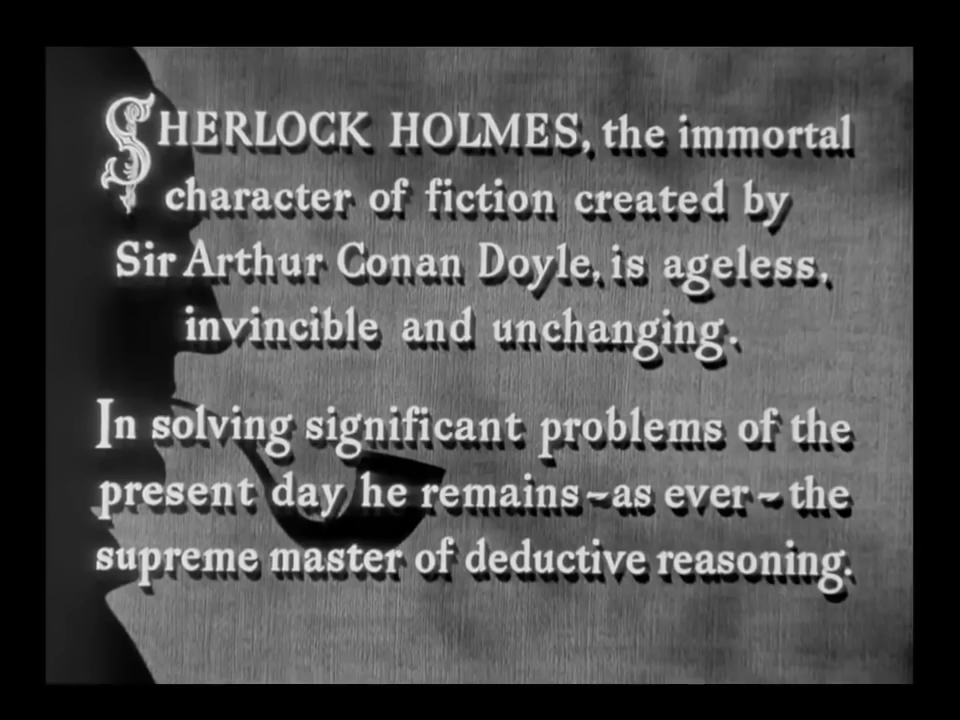 SHERLOCK HOLMES, the immortal
character of fiction created by
Sir Arthur Conan Doyle, is ageless,
invincible and unchanging.
In solving significant problems of the
present day he remains~as ever~the
supreme master of deductive reasoning.